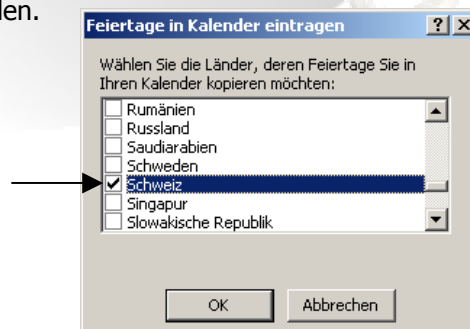 den.
Feiertage in Kalender eintragen
Wählen Sie die Länder, deren Feiertage Sie in
Ihren Kalender kopieren möchten:
Rumänien
Russland
Saudiarabien
Schweden
Schweiz
Singapur
Slowakische Republik
OK Abbrechen